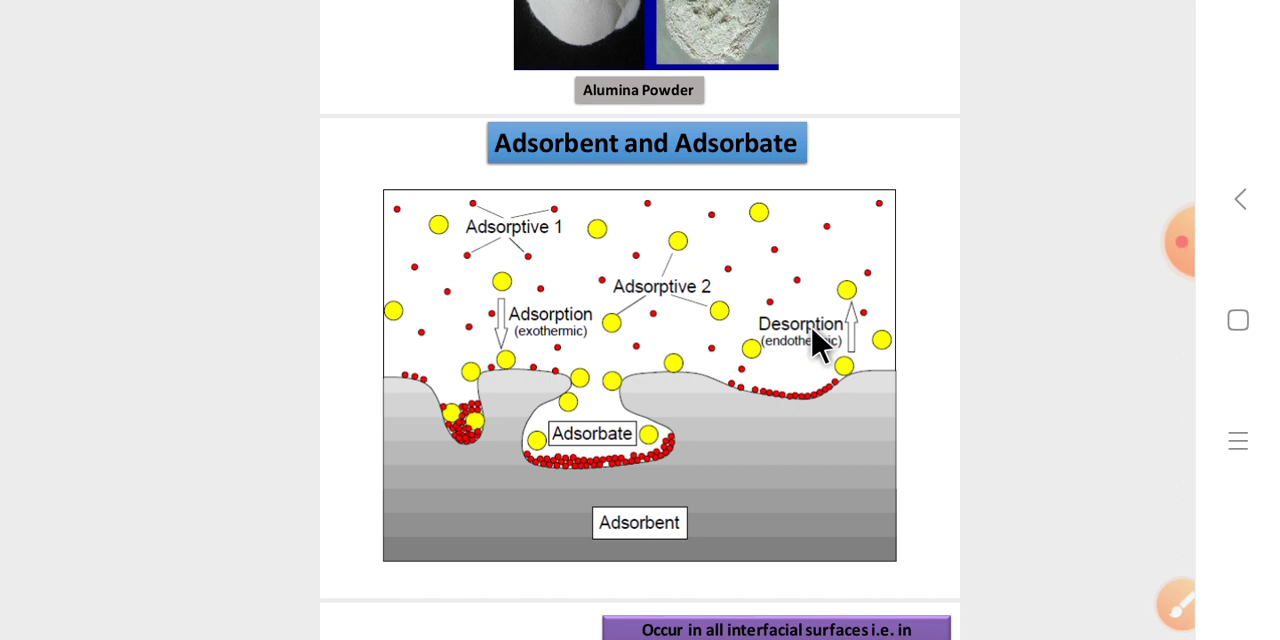 Alumina Powder
Adsorbent and Adsorbate
Adsorptive 1
Adsorptive 2
Adsorption
(exothermic)
Desorption
Adsorbate
Adsorbent
Occur in all interfacial surfaces i.e. in